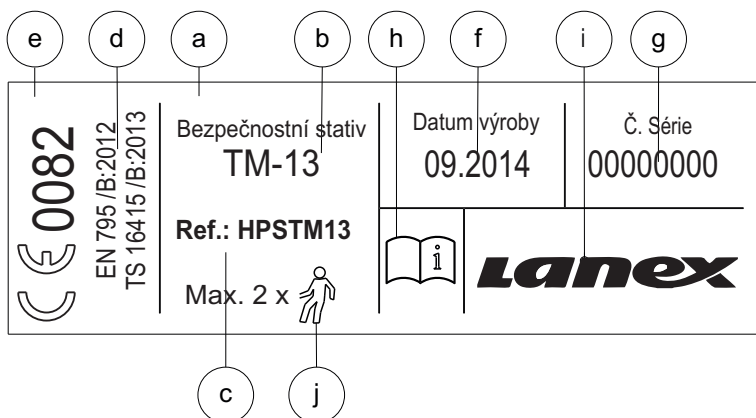 e
d
a
b
h
f
i
g
CE 0082
EN 795 /B:2012
TS 16415 /B:2013
Bezpečnostní stativ
TM-13
Ref.: HPSTM13
Max. 2 x
Datum výroby
09.2014
Č. Série
00000000
i
Lanex
c
j